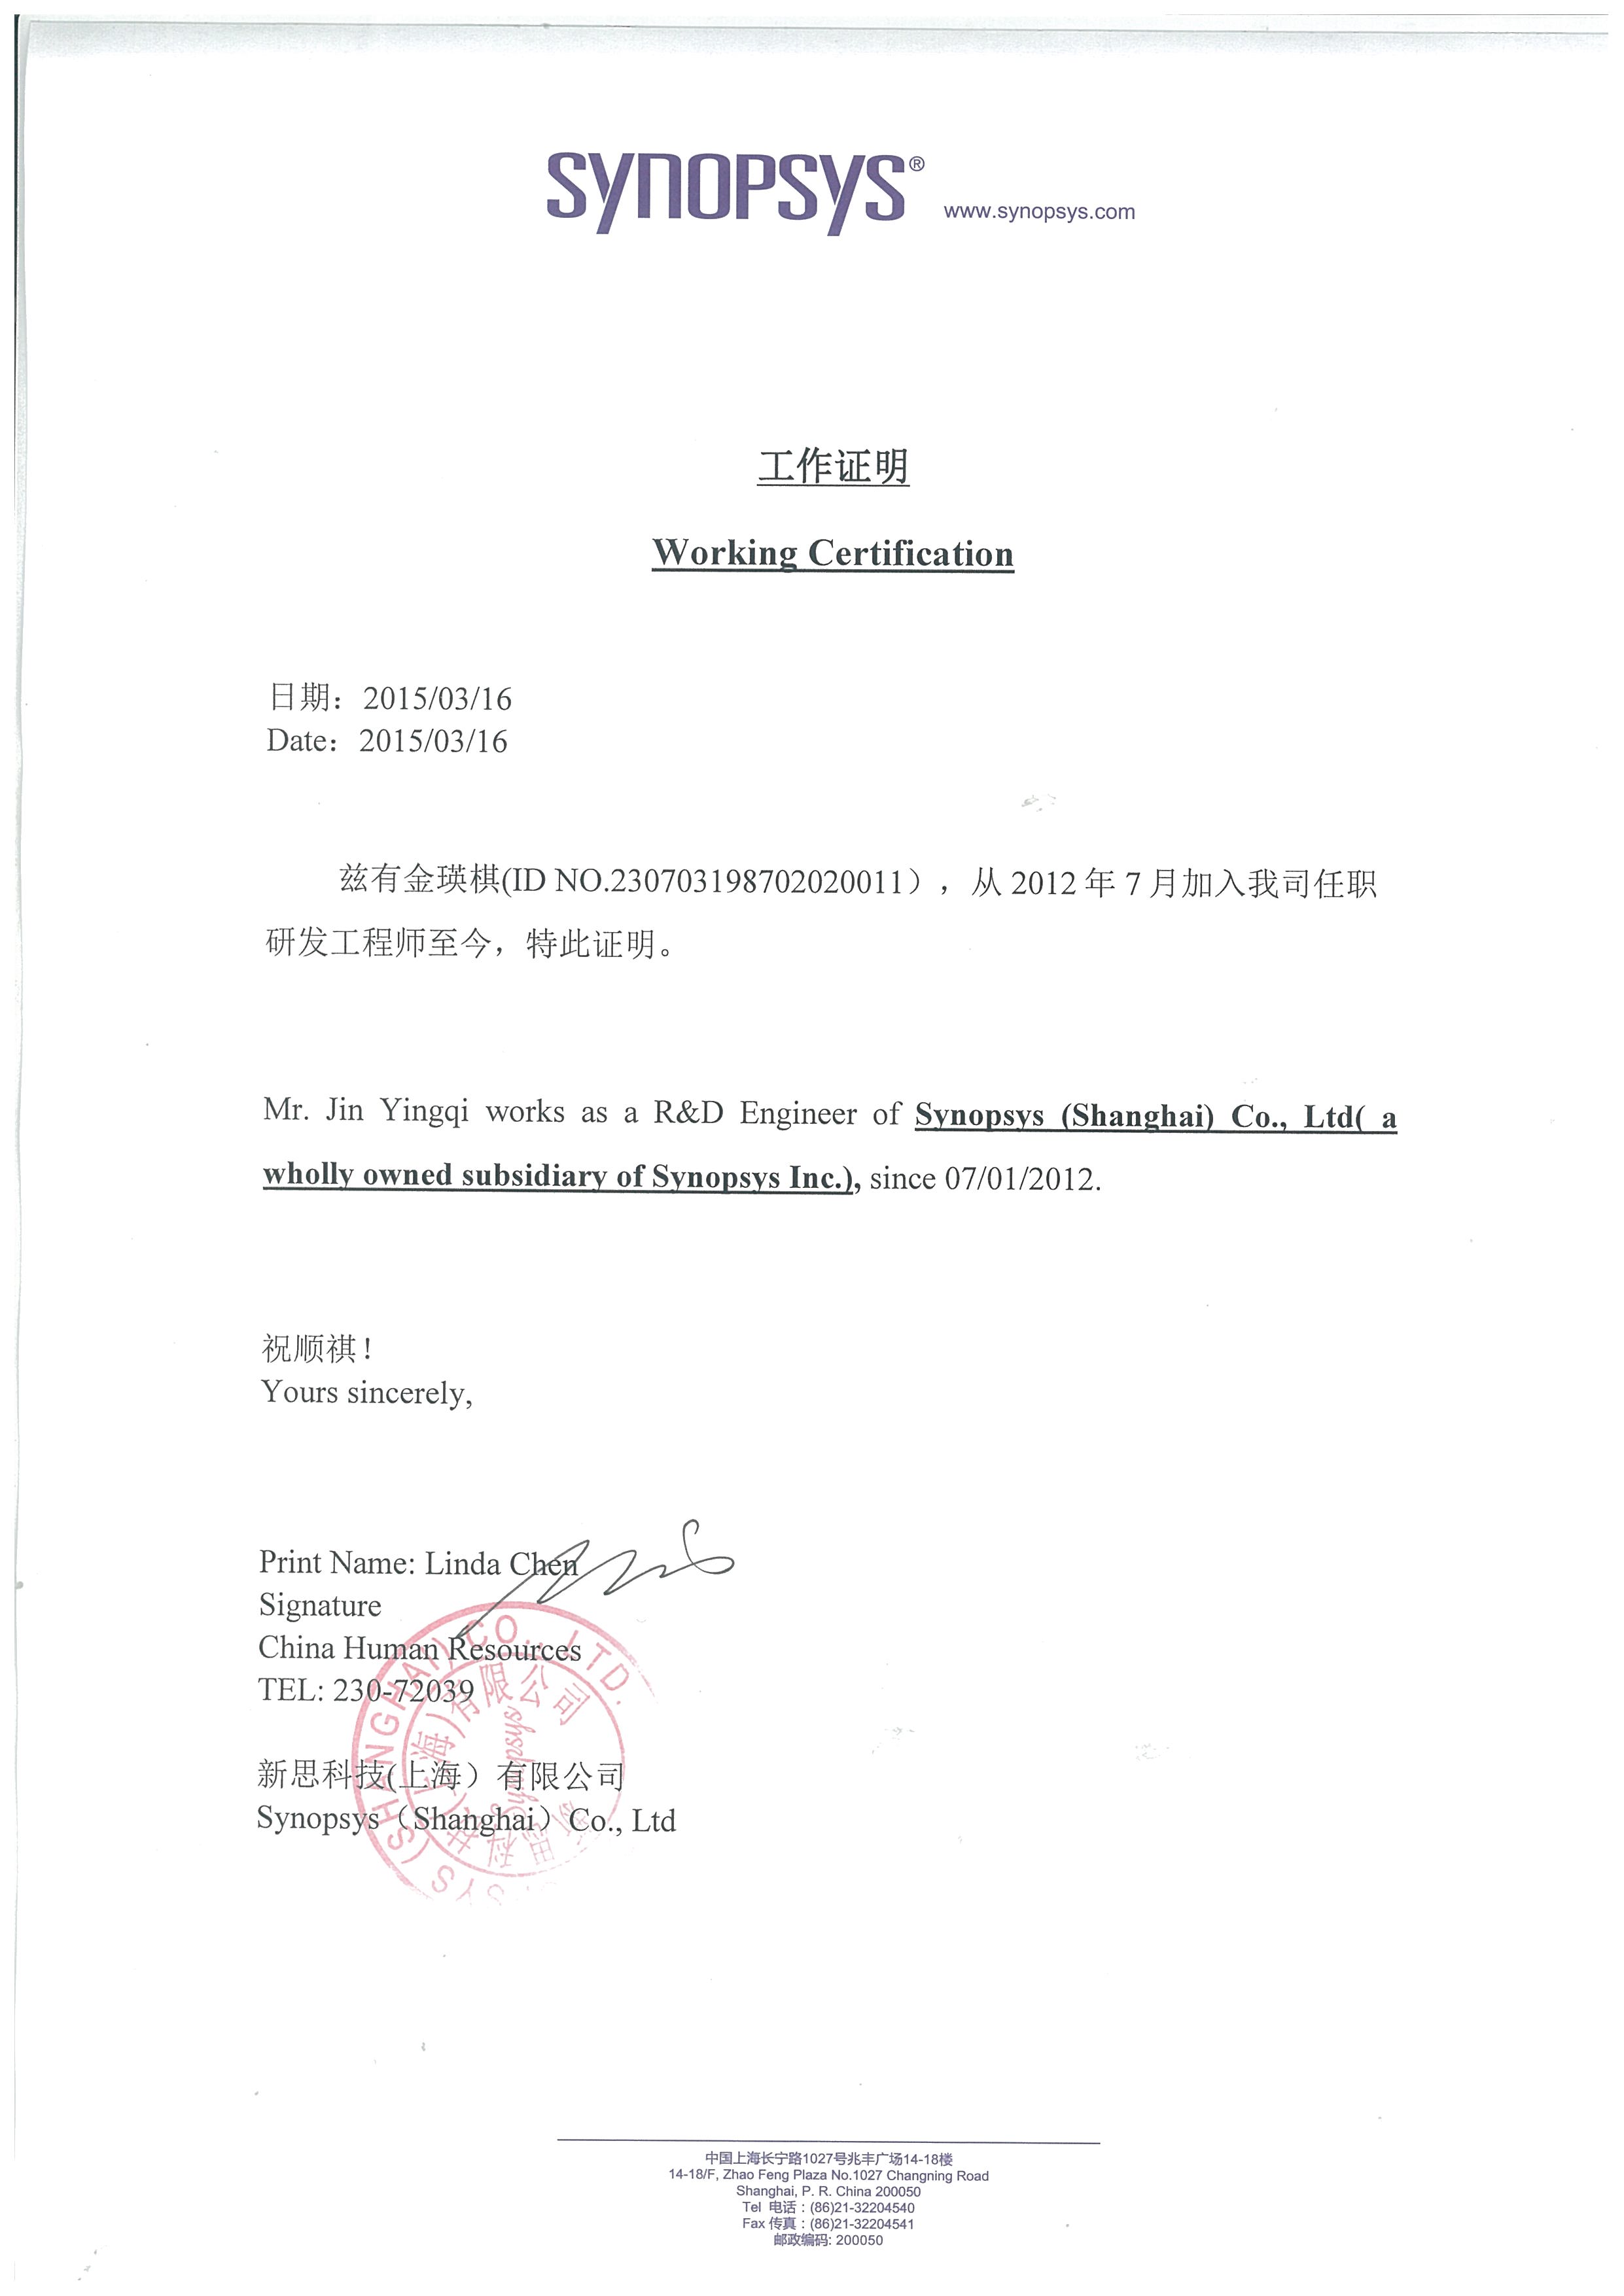 SYNOPSYS® www.synopsys.com
工作证明
Working Certification
日期：2015/03/16
Date：2015/03/16
兹有金瑛棋(ID NO.230703198702020011），从 2012 年 7 月加入我司任职
研发工程师至今，特此证明。
Mr. Jin Yingqi works as a R&D Engineer of Synopsys (Shanghai) Co., Ltd( a
wholly owned subsidiary of Synopsys Inc.), since 07/01/2012.
祝顺祺！
Yours sincerely,
Print Name: Linda Chen
Signature
China Human Resources
TEL: 230-72039
新思科技(上海）有限公司
Synopsys（Shanghai）Co., Ltd
SYS (SHANGHAI) CO., LTD.
思科技(上海)有限公司
中国上海长宁路1027号兆丰广场14-18楼
14-18/F, Zhao Feng Plaza No.1027 Changning Road
Shanghai, P. R. China 200050
Tel 电话：(86)21-32204540
Fax 传真：(86)21-32204541
邮政编码: 200050